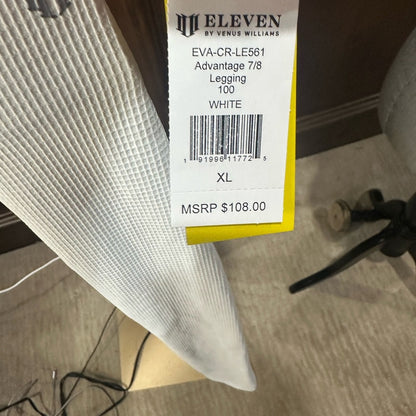 ELEVEN
BY VENUS WILLIAMS
EVA-CR-LE561
Advantage 7/8
Legging
100
WHITE
1 91996 11772 5
XL
MSRP $108.00